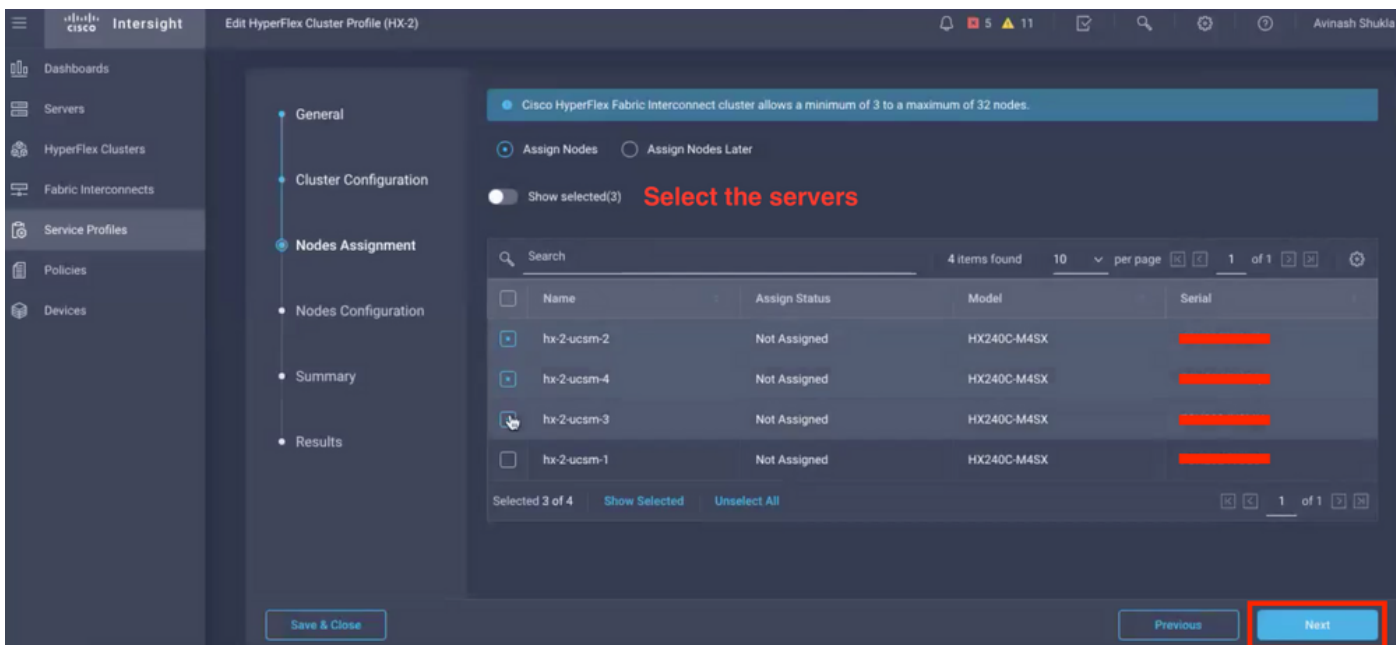 cisco Intersight
Edit HyperFlex Cluster Profile (HX-2)
5 11
Avinash Shukla
Dashboards
Servers
HyperFlex Clusters
Fabric Interconnects
Service Profiles
Policies
Devices
General
Cluster Configuration
Nodes Assignment
Nodes Configuration
Summary
Results
Cisco HyperFlex Fabric Interconnect cluster allows a minimum of 3 to a maximum of 32 nodes.
Assign Nodes Assign Nodes Later
Show selected(3) Select the servers
Search 4 items found 10 per page 1 of 1
Name Assign Status Model Serial
hx-2-ucsm-2 Not Assigned HX240C-M4SX
hx-2-ucsm-4 Not Assigned HX240C-M4SX
hx-2-ucsm-3 Not Assigned HX240C-M4SX
hx-2-ucsm-1 Not Assigned HX240C-M4SX
Selected 3 of 4 Show Selected Unselect All 1 of 1
Save & Close Previous Next